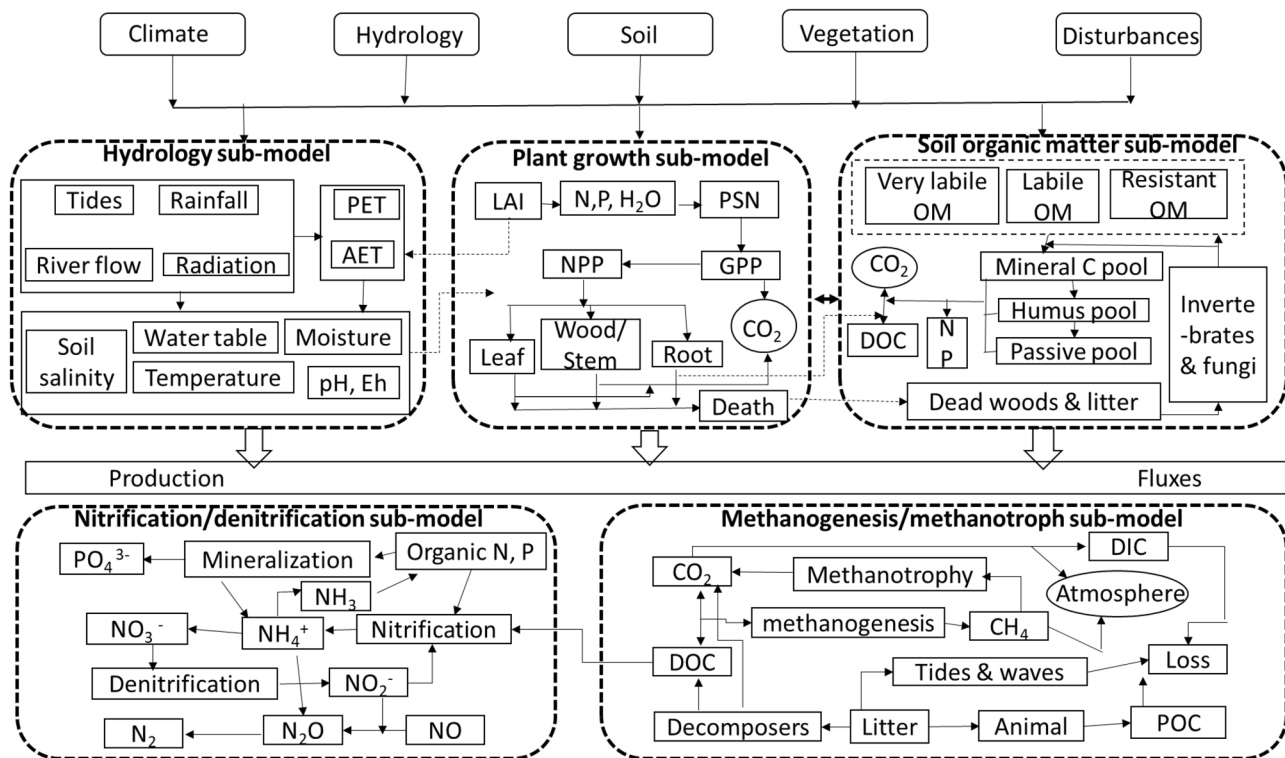 Climate
Hydrology
Soil
Vegetation
Disturbances
Hydrology sub-model
Tides
Rainfall
PET
AET
River flow
Radiation
Soil
salinity
Water table
Moisture
Temperature
pH, Eh
Plant growth sub-model
LAI
N,P, H₂O
PSN
NPP
GPP
CO₂
Leaf
Wood/
Stem
Root
Death
Soil organic matter sub-model
Very labile
OM
Labile
OM
Resistant
OM
CO₂
Mineral C pool
Humus pool
Passive pool
DOC
N
P
Inverte
-brates
& fungi
Dead woods & litter
Production
Fluxes
Nitrification/denitrification sub-model
PO₄ ³⁻
Mineralization
Organic N, P
NH₃
NO₃ ⁻
NH₄⁺
Nitrification
Denitrification
NO₂⁻
N₂
N₂O
NO
Methanogenesis/methanotroph sub-model
DIC
CO₂
Methanotrophy
Atmosphere
methanogenesis
CH₄
DOC
Tides & waves
Loss
Decomposers
Litter
Animal
POC